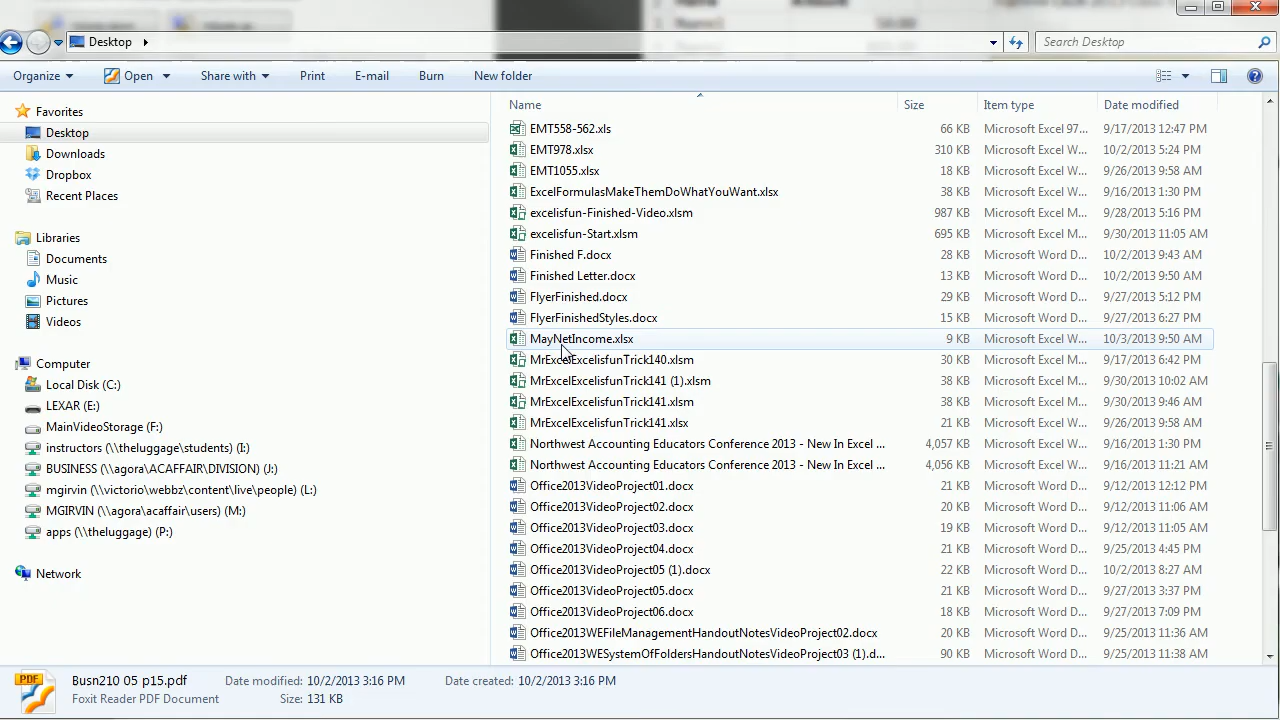 Desktop
Search Desktop
Organize Open Share with Print E-mail Burn New folder
Favorites
Desktop
Downloads
Dropbox
Recent Places
Libraries
Documents
Music
Pictures
Videos
Computer
Local Disk (C:)
LEXAR (E:)
MainVideoStorage (F:)
instructors (\\theluggage\students) (I:)
BUSINESS (\\agora\ACAFFAIR\DIVISION) (J:)
mgirvin (\\victorio\webbz\content\live\people) (L:)
MGIRVIN (\\agora\acaffair\users) (M:)
apps (\\theluggage) (P:)
Network
Name Size Item type Date modified
EMT558-562.xls 66 KB Microsoft Excel 97... 9/17/2013 12:47 PM
EMT978.xlsx 310 KB Microsoft Excel W... 10/2/2013 5:24 PM
EMT1055.xlsx 18 KB Microsoft Excel W... 9/26/2013 9:58 AM
ExcelFormulasMakeThemDoWhatYouWant.xlsx 38 KB Microsoft Excel W... 9/16/2013 1:30 PM
excelisfun-Finished-Video.xlsm 987 KB Microsoft Excel M... 9/28/2013 5:16 PM
excelisfun-Start.xlsm 695 KB Microsoft Excel M... 9/30/2013 11:05 AM
Finished F.docx 28 KB Microsoft Word D... 10/2/2013 9:43 AM
Finished Letter.docx 13 KB Microsoft Word D... 10/2/2013 9:50 AM
FlyerFinished.docx 29 KB Microsoft Word D... 9/27/2013 5:12 PM
FlyerFinishedStyles.docx 15 KB Microsoft Word D... 9/27/2013 6:27 PM
MayNetIncome.xlsx 9 KB Microsoft Excel W... 10/3/2013 9:50 AM
MrExcelExcelisfunTrick140.xlsm 30 KB Microsoft Excel M... 9/17/2013 6:42 PM
MrExcelExcelisfunTrick141 (1).xlsm 38 KB Microsoft Excel M... 9/30/2013 10:02 AM
MrExcelExcelisfunTrick141.xlsm 38 KB Microsoft Excel M... 9/30/2013 9:46 AM
MrExcelExcelisfunTrick141.xlsx 21 KB Microsoft Excel W... 9/26/2013 9:58 AM
Northwest Accounting Educators Conference 2013 - New In Excel ... 4,057 KB Microsoft Excel W... 9/16/2013 1:30 PM
Northwest Accounting Educators Conference 2013 - New In Excel ... 4,056 KB Microsoft Excel W... 9/16/2013 11:21 AM
Office2013VideoProject01.docx 21 KB Microsoft Word D... 9/12/2013 12:12 PM
Office2013VideoProject02.docx 20 KB Microsoft Word D... 9/12/2013 11:06 AM
Office2013VideoProject03.docx 19 KB Microsoft Word D... 9/12/2013 11:05 AM
Office2013VideoProject04.docx 21 KB Microsoft Word D... 9/25/2013 4:45 PM
Office2013VideoProject05 (1).docx 22 KB Microsoft Word D... 10/2/2013 8:27 AM
Office2013VideoProject05.docx 21 KB Microsoft Word D... 9/27/2013 3:37 PM
Office2013VideoProject06.docx 21 KB Microsoft Word D... 9/27/2013 7:09 PM
Office2013WEFileManagementHandoutNotesVideoProject02.docx 20 KB Microsoft Word D... 9/25/2013 11:36 AM
Office2013WESystemOfFoldersHandoutNotesVideoProject03 (1).d... 90 KB Microsoft Word D... 9/25/2013 11:38 AM
PDF
Busn210 05 p15.pdf Date modified: 10/2/2013 3:16 PM Date created: 10/2/2013 3:16 PM
Foxit Reader PDF Document Size: 131 KB